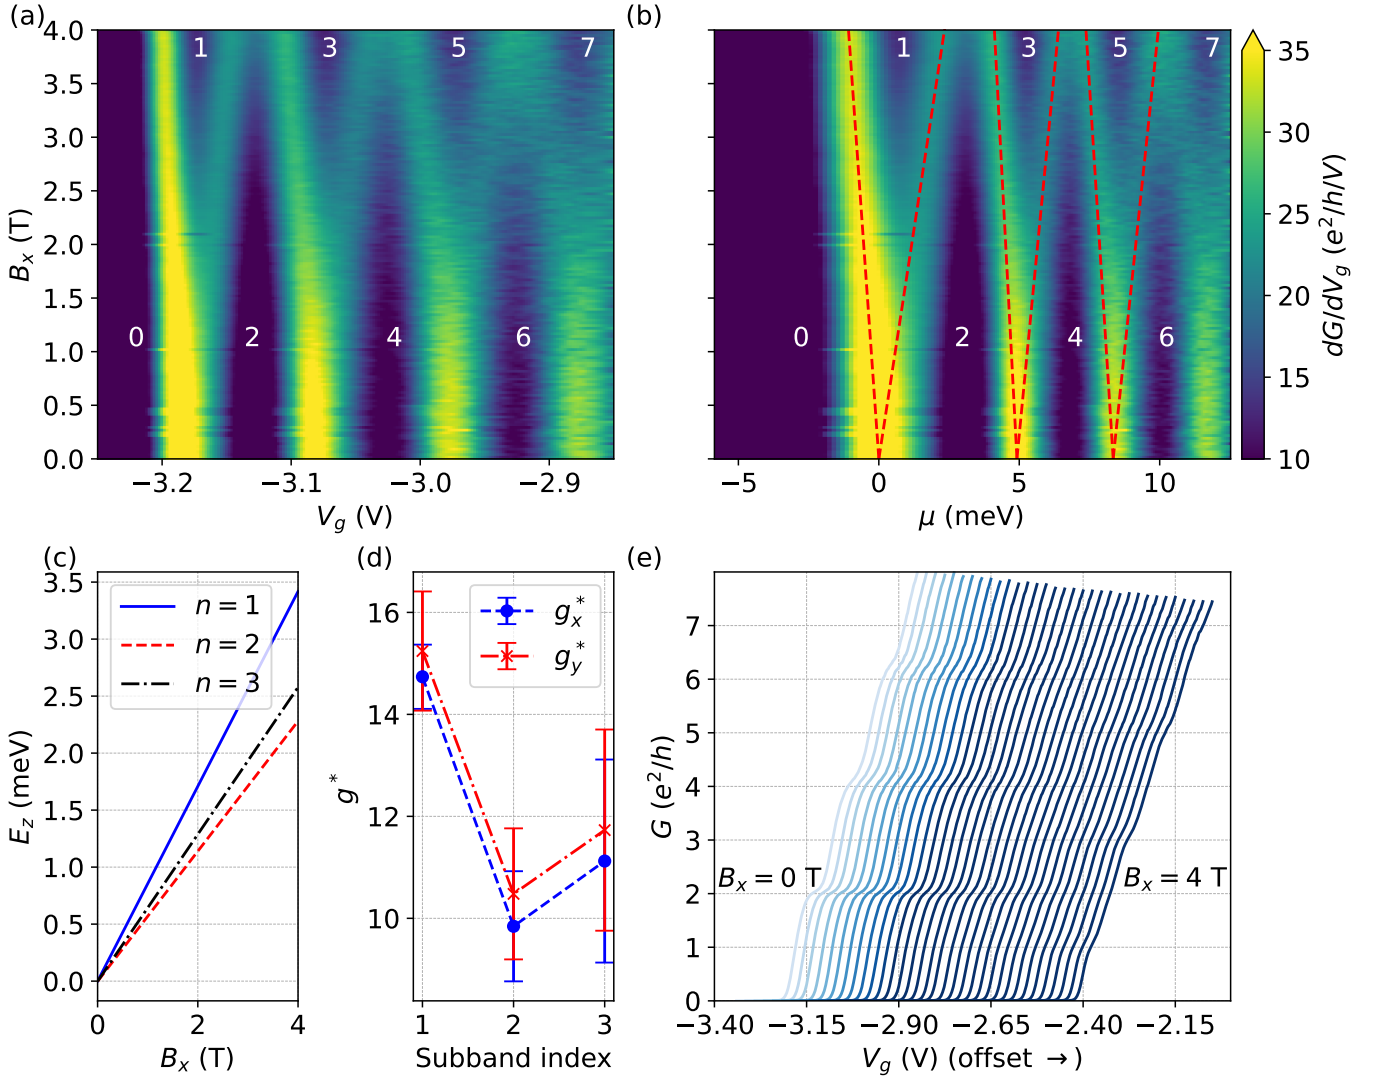 (a)
4.0
3.5
3.0
2.5
2.0
1.5
1.0
0.5
0.0
B_x (T)
1 3 5 7
0 2 4 6
−3.2 −3.1 −3.0 −2.9
V_g (V)
(b)
1 3 5 7
0 2 4 6
−5 0 5 10
μ (meV)
35
30
25
20
15
10
dG/dV_g (e²/h/V)
(c)
3.5
3.0
2.5
2.0
1.5
1.0
0.5
0.0
E_z (meV)
n = 1
n = 2
n = 3
0 2 4
B_x (T)
(d)
16
14
12
10
g*
g_x*
g_y*
1 2 3
Subband index
(e)
7
6
5
4
3
2
1
0
G (e²/h)
B_x = 0 T
B_x = 4 T
−3.40 −3.15 −2.90 −2.65 −2.40 −2.15
V_g (V) (offset →)